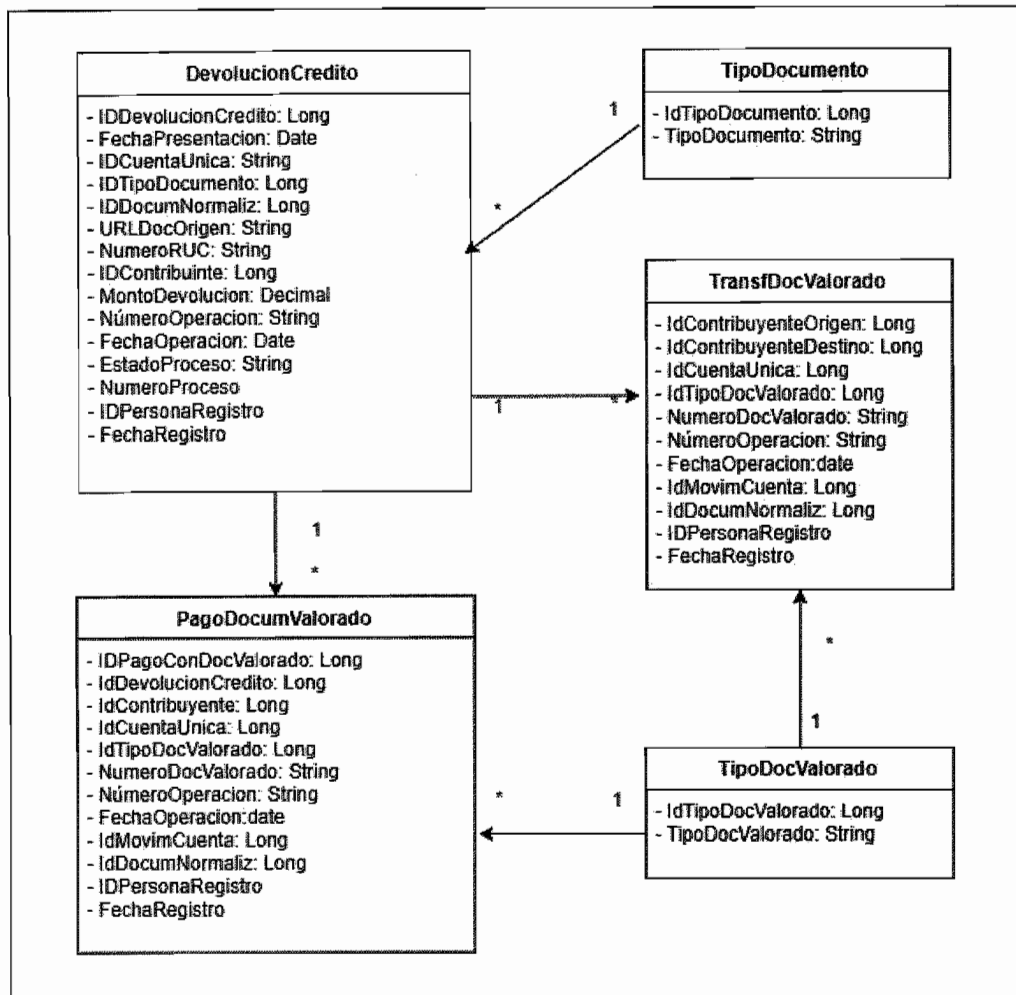 DevolucionCredito
- IDDevolucionCredito: Long
- FechaPresentacion: Date
- IDCuentaUnica: String
- IDTipoDocumento: Long
- IDDocumNormaliz: Long
- URLDocOrigen: String
- NumeroRUC: String
- IDContribuinte: Long
- MontoDevolucion: Decimal
- NúmeroOperacion: String
- FechaOperacion: Date
- EstadoProceso: String
- NumeroProceso
- IDPersonaRegistro
- FechaRegistro
TipoDocumento
- IdTipoDocumento: Long
- TipoDocumento: String
1
*
TransfDocValorado
- IdContribuyenteOrigen: Long
- IdContribuyenteDestino: Long
- IdCuentaUnica: Long
- IdTipoDocValorado: Long
- NumeroDocValorado: String
- NúmeroOperacion: String
- FechaOperacion:date
- IdMovimCuenta: Long
- IdDocumNormaliz: Long
- IDPersonaRegistro
- FechaRegistro
1
*
1
*
PagoDocumValorado
- IDPagoConDocValorado: Long
- IdDevolucionCredito: Long
- IdContribuyente: Long
- IdCuentaUnica: Long
- IdTipoDocValorado: Long
- NumeroDocValorado: String
- NúmeroOperacion: String
- FechaOperacion:date
- IdMovimCuenta: Long
- IdDocumNormaliz: Long
- IDPersonaRegistro
- FechaRegistro
*
1
TipoDocValorado
- IdTipoDocValorado: Long
- TipoDocValorado: String
*
1